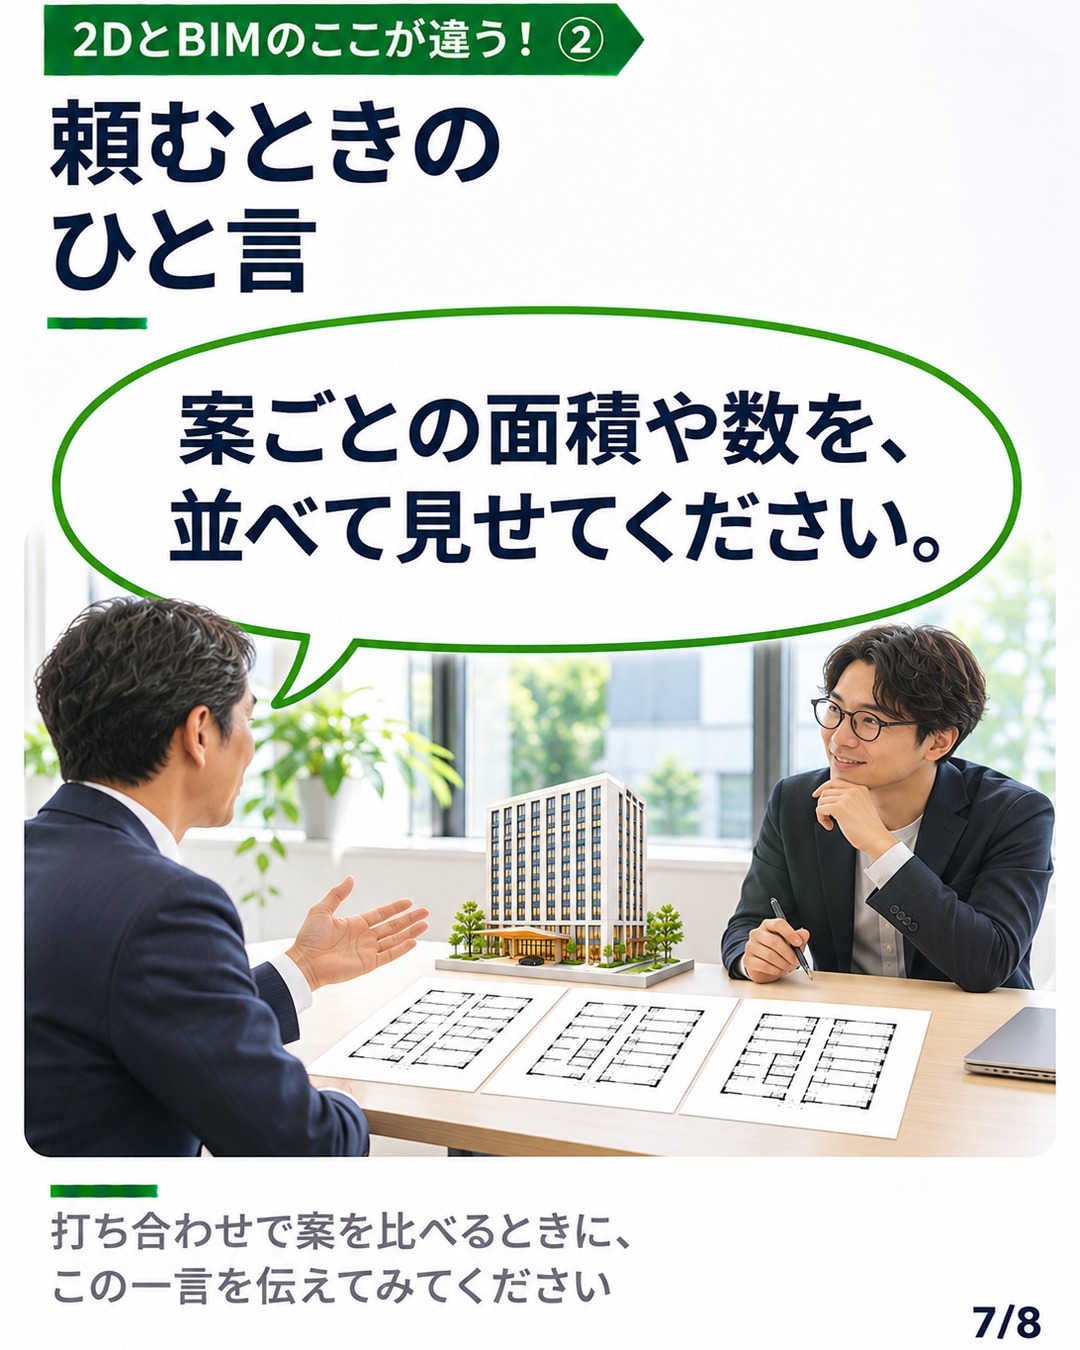 2DとBIMのここが違う！ ②
頼むときの
ひと言
案ごとの面積や数を、
並べて見せてください。
打ち合わせで案を比べるときに、
この一言を伝えてみてください
7/8